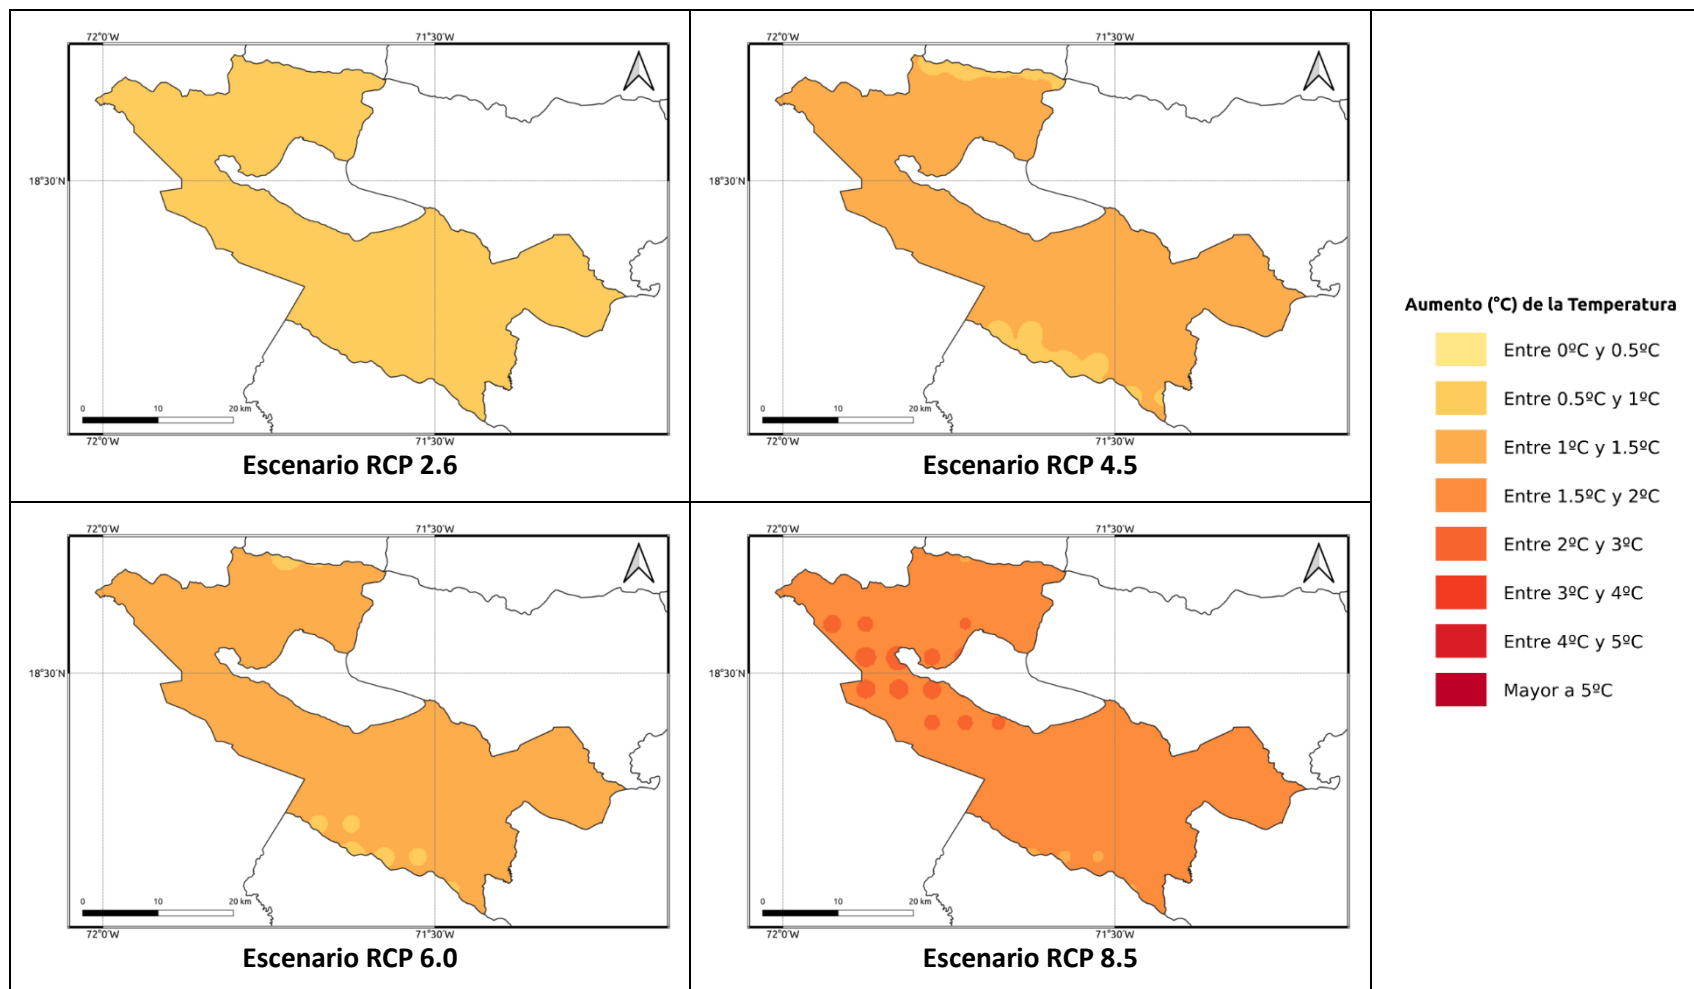 72°0'W 71°30'W
18°30'N
0 10 20 km
72°0'W 71°30'W
Escenario RCP 2.6
72°0'W 71°30'W
18°30'N
0 10 20 km
72°0'W 71°30'W
Escenario RCP 4.5
72°0'W 71°30'W
18°30'N
0 10 20 km
72°0'W 71°30'W
Escenario RCP 6.0
72°0'W 71°30'W
18°30'N
0 10 20 km
72°0'W 71°30'W
Escenario RCP 8.5
Aumento (°C) de la Temperatura
Entre 0ºC y 0.5ºC
Entre 0.5ºC y 1ºC
Entre 1ºC y 1.5ºC
Entre 1.5ºC y 2ºC
Entre 2ºC y 3ºC
Entre 3ºC y 4ºC
Entre 4ºC y 5ºC
Mayor a 5ºC